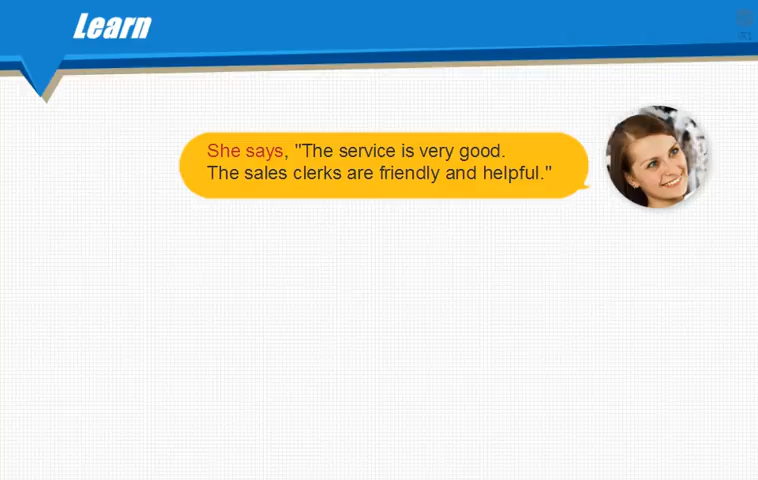 Learn
She says, "The service is very good.
The sales clerks are friendly and helpful."